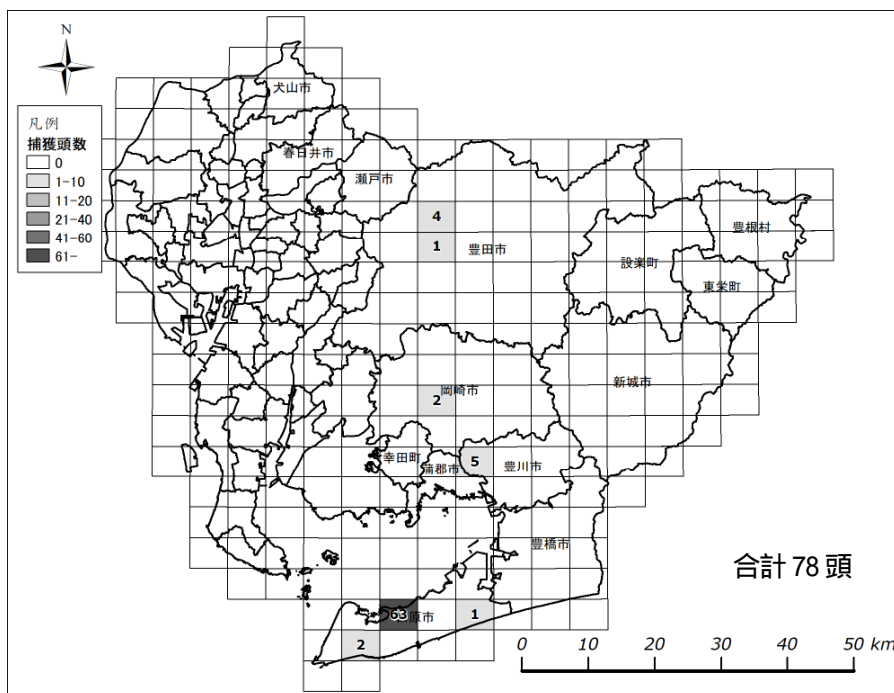 N
凡例
捕獲頭数
0
1-10
11-20
21-40
41-60
61-
犬山市
春日井市
瀬戸市
4
1
豊田市
設楽町
豊根村
東栄町
2
岡崎市
新城市
幸田町
蒲郡市
5
豊川市
豊橋市
合計 78 頭
63
原市
1
2
0 10 20 30 40 50 km